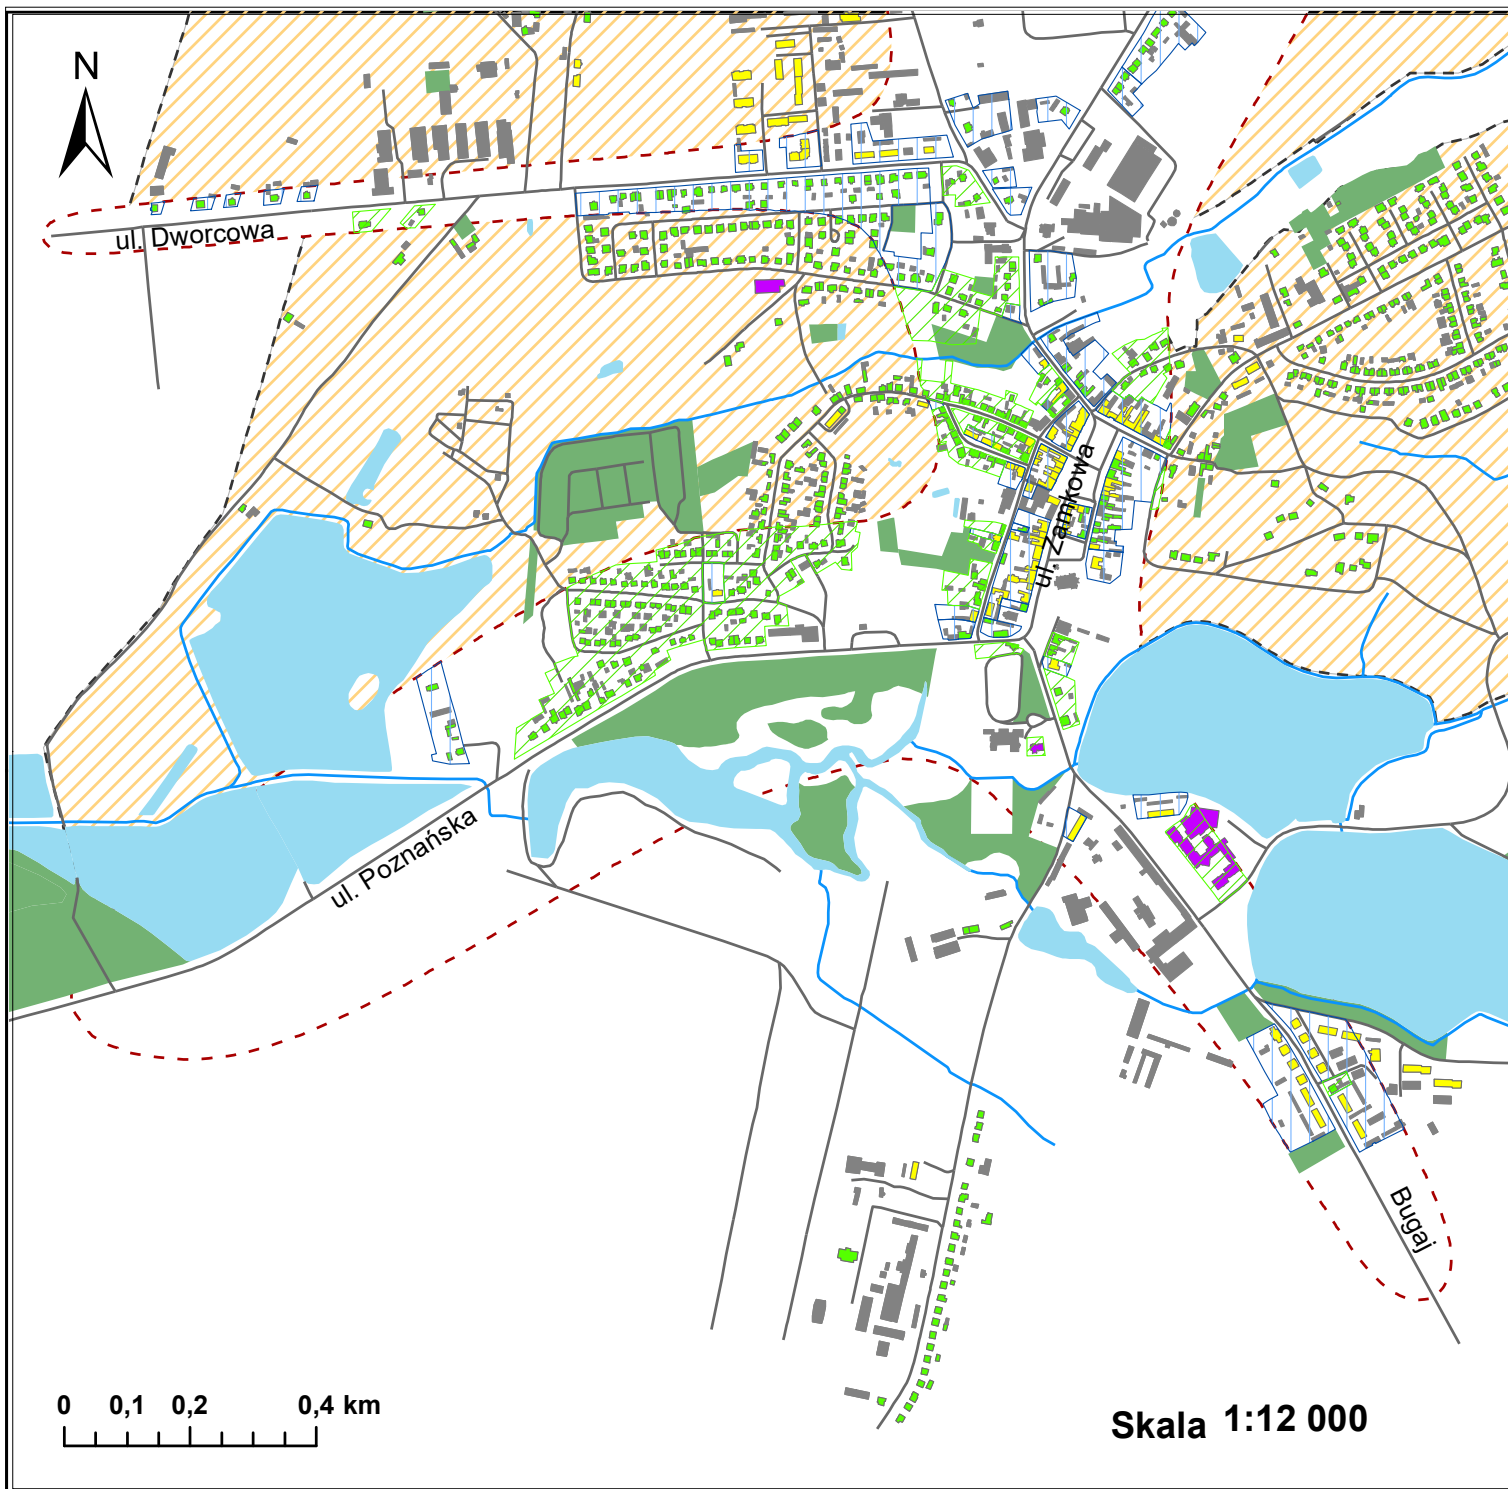 N
ul. Dworcowa
ul. Zamkowa
ul. Poznańska
Bugaj
0 0,1 0,2 0,4 km
Skala 1:12 000